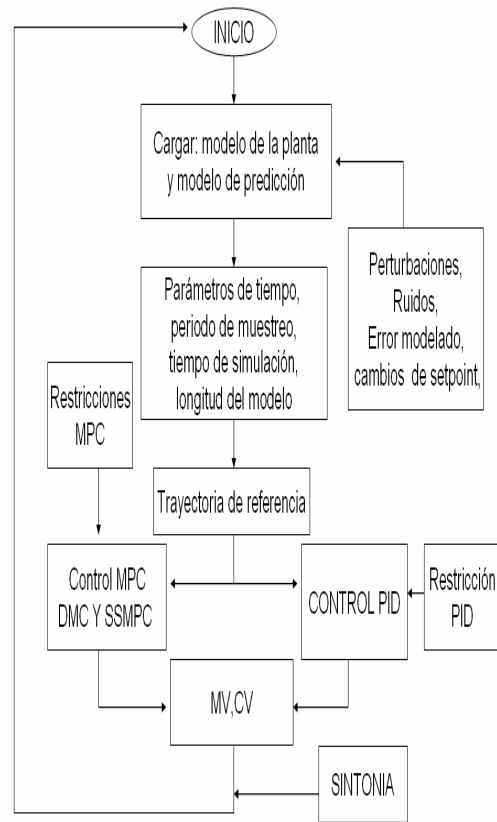 INICIO
Cargar: modelo de la planta
y modelo de predicción
Perturbaciones,
Ruidos,
Error modelado,
cambios de setpoint,
Parámetros de tiempo,
periodo de muestreo,
tiempo de simulación,
longitud del modelo
Restricciones
MPC
Trayectoria de referencia
Control MPC
DMC Y SSMPC
CONTROL PID
Restricción
PID
MV,CV
SINTONIA